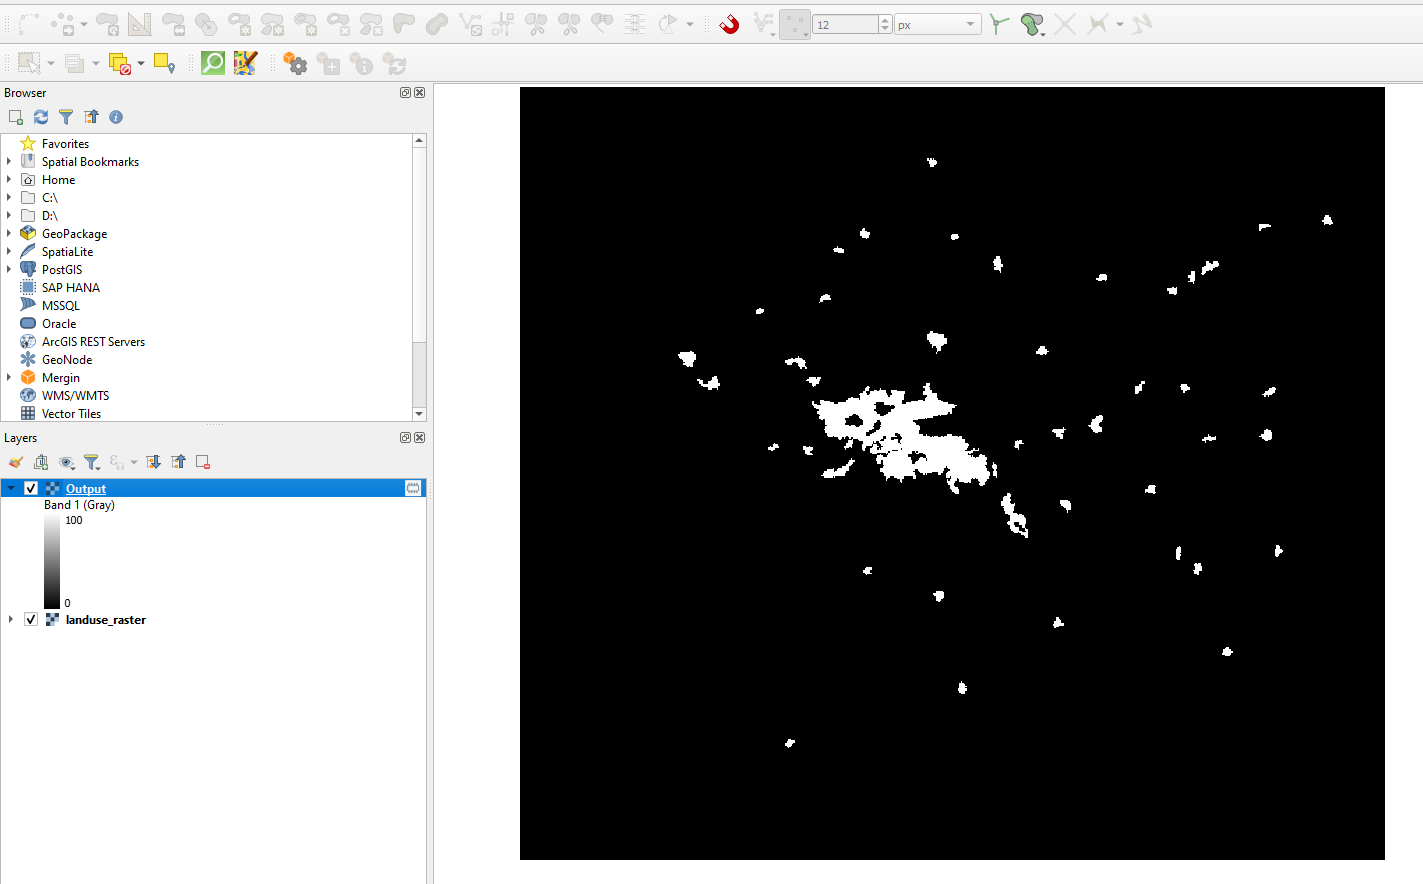 12
px
Browser
Favorites
Spatial Bookmarks
Home
C:\
D:\
GeoPackage
SpatiaLite
PostGIS
SAP HANA
MSSQL
Oracle
ArcGIS REST Servers
GeoNode
Mergin
WMS/WMTS
Vector Tiles
Layers
Output
Band 1 (Gray)
100
0
landuse_raster